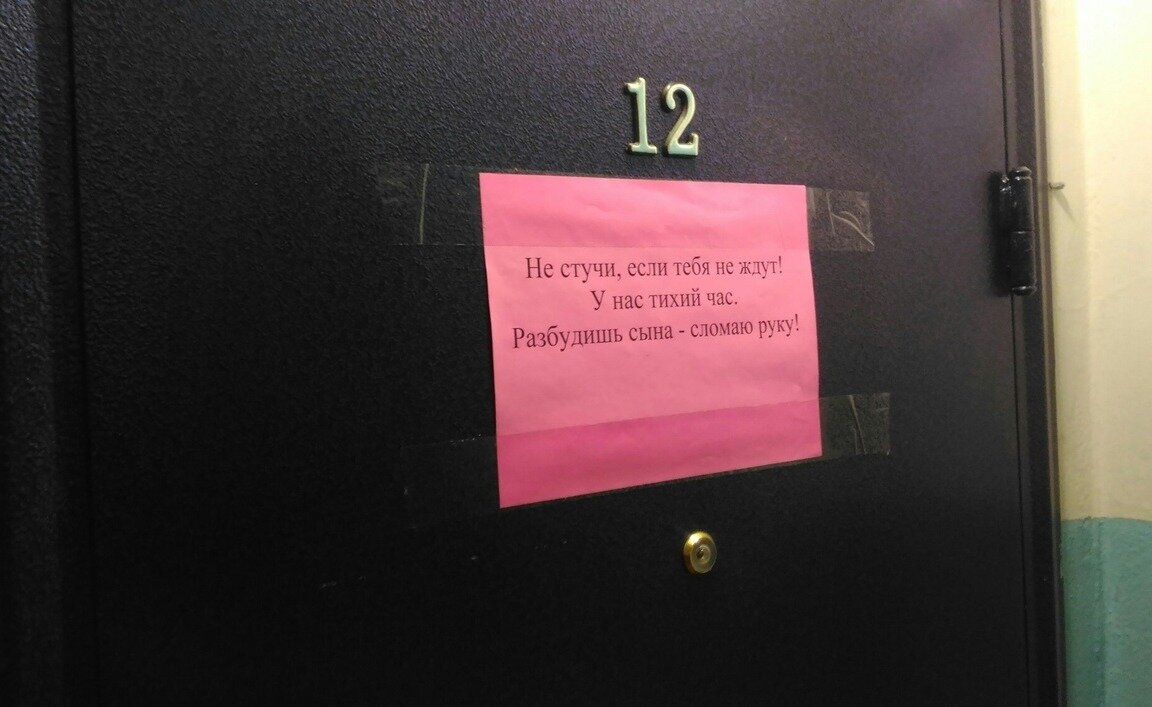 12
Не стучи, если тебя не ждут!
У нас тихий час.
Разбудишь сына - сломаю руку!